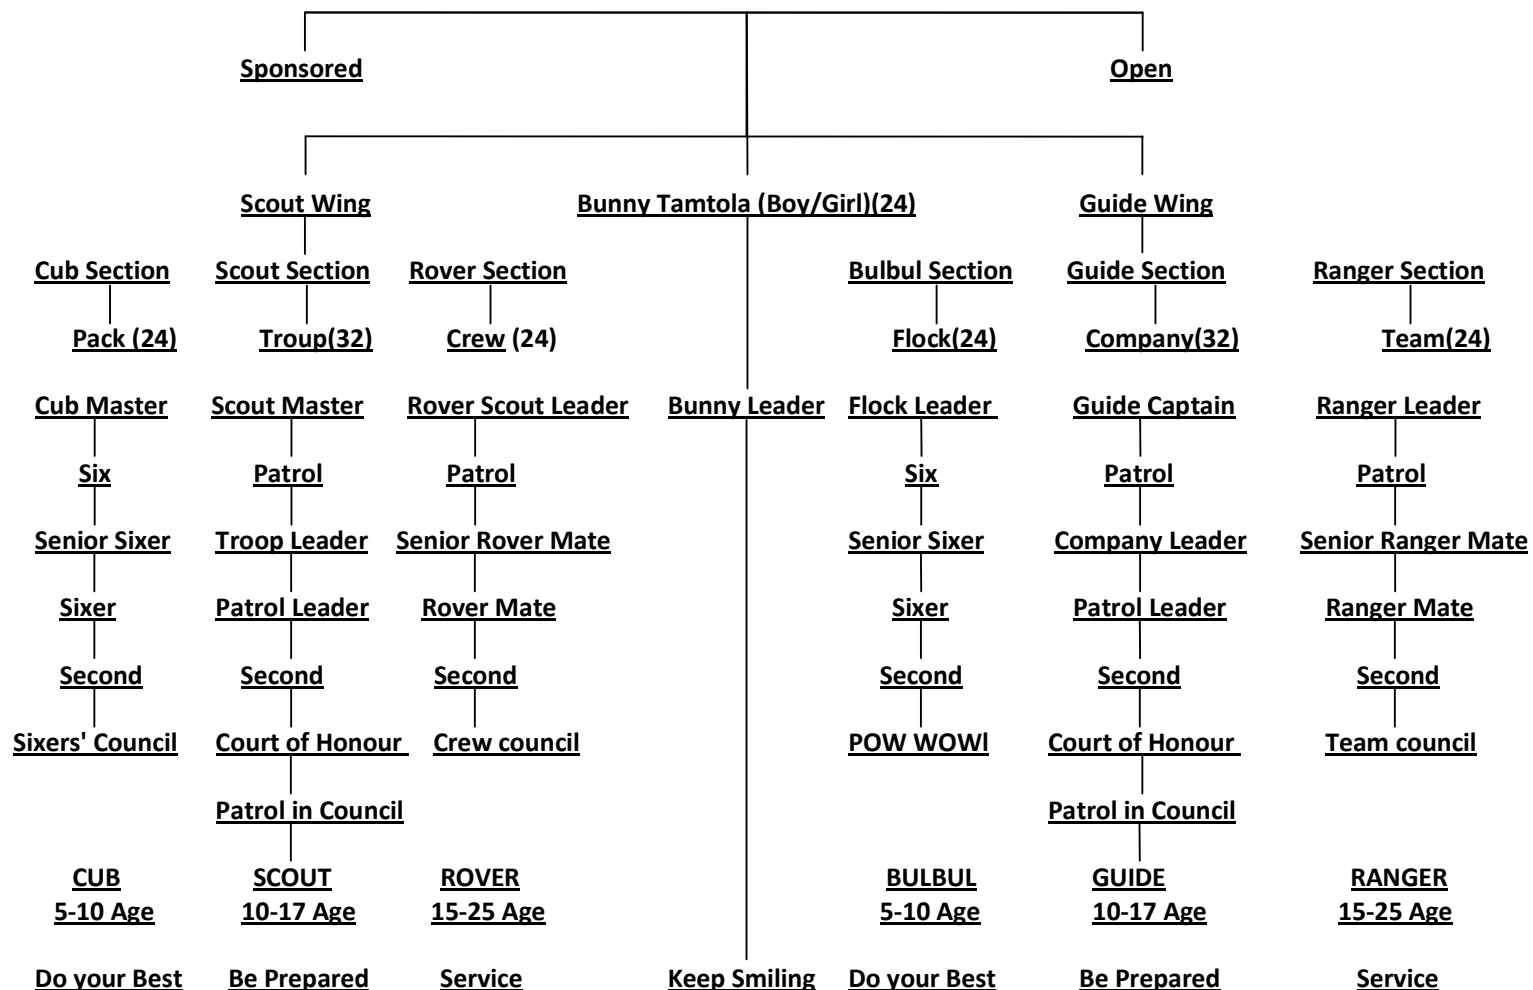 Sponsored Open
Scout Wing Bunny Tamtola (Boy/Girl)(24) Guide Wing
Cub Section Scout Section Rover Section Bulbul Section Guide Section Ranger Section
Pack (24) Troup(32) Crew (24) Flock(24) Company(32) Team(24)
Cub Master Scout Master Rover Scout Leader Bunny Leader Flock Leader Guide Captain Ranger Leader
Six Patrol Patrol Six Patrol Patrol
Senior Sixer Troop Leader Senior Rover Mate Senior Sixer Company Leader Senior Ranger Mate
Sixer Patrol Leader Rover Mate Sixer Patrol Leader Ranger Mate
Second Second Second Second Second Second
Sixers' Council Court of Honour Crew council POW WOWl Court of Honour Team council
Patrol in Council Patrol in Council
CUB SCOUT ROVER BULBUL GUIDE RANGER
5-10 Age 10-17 Age 15-25 Age 5-10 Age 10-17 Age 15-25 Age
Do your Best Be Prepared Service Keep Smiling Do your Best Be Prepared Service